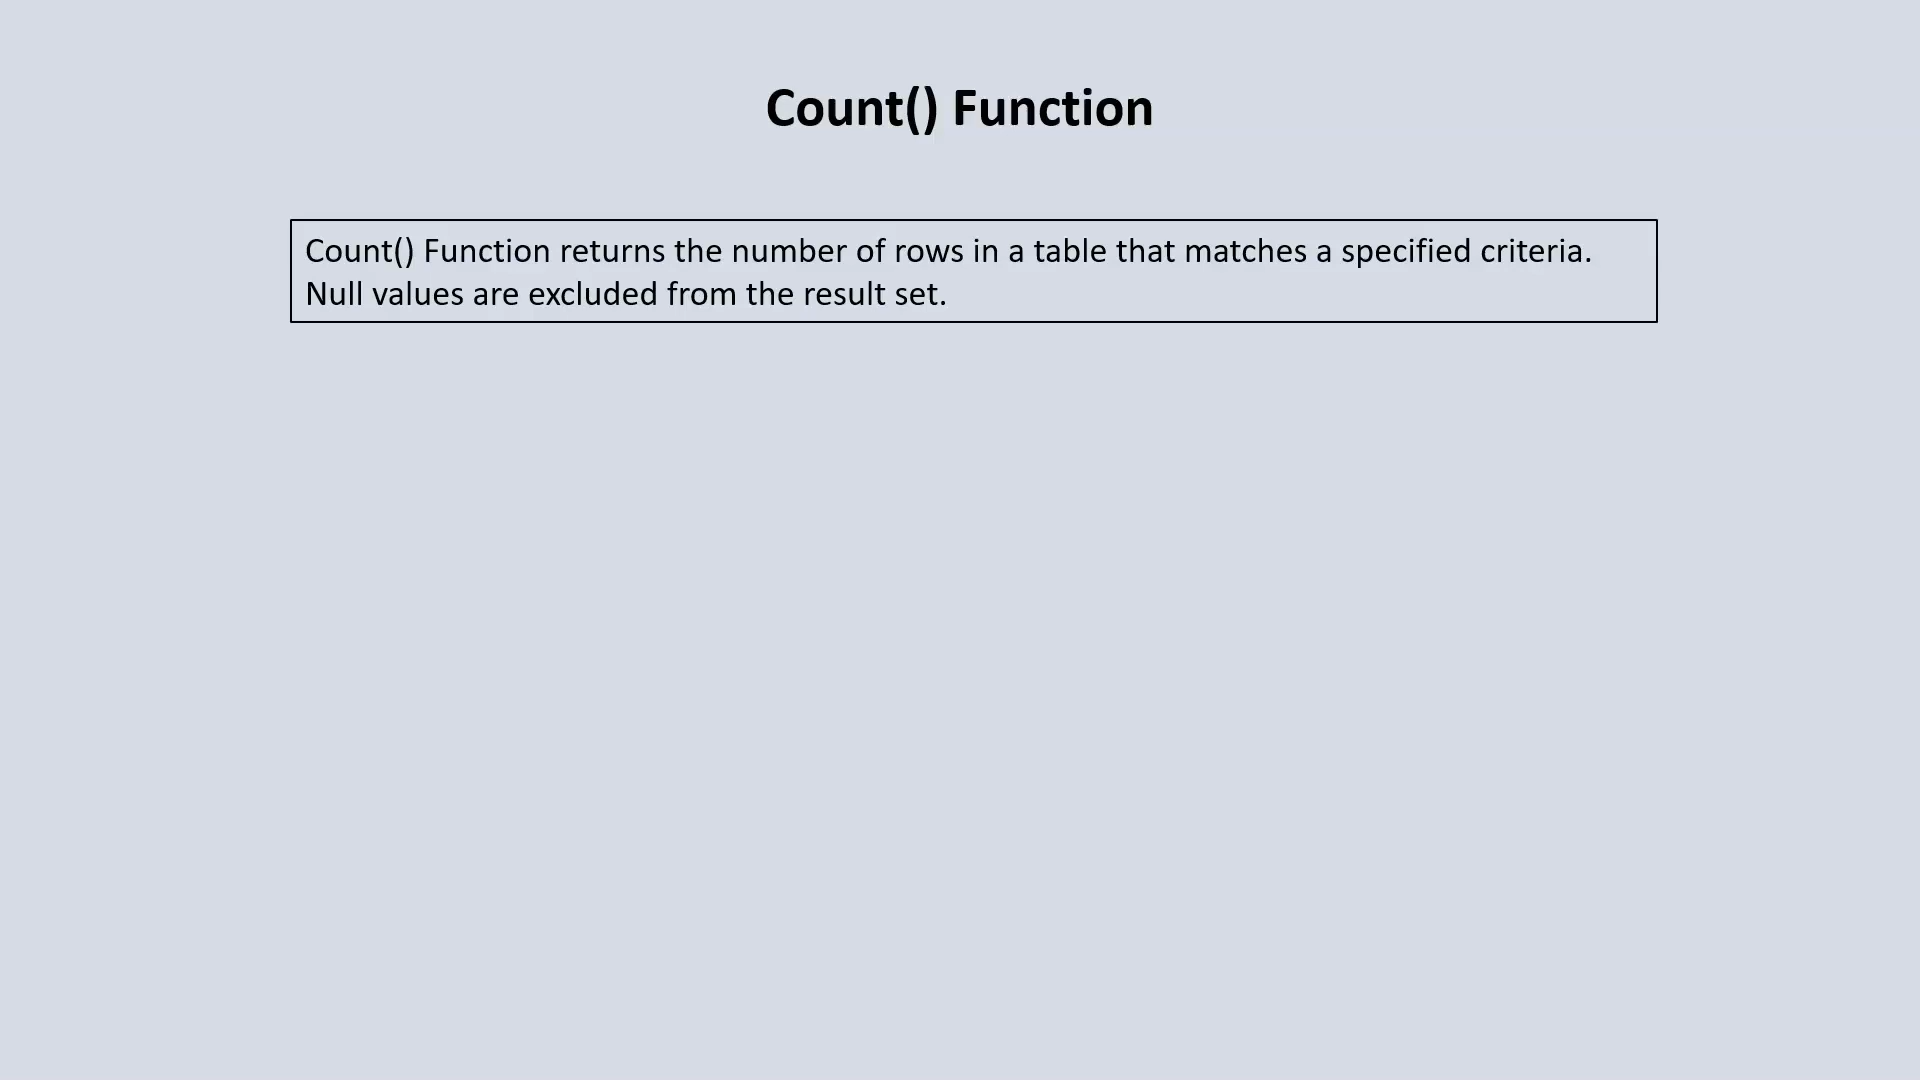 Count() Function
Count() Function returns the number of rows in a table that matches a specified criteria.
Null values are excluded from the result set.